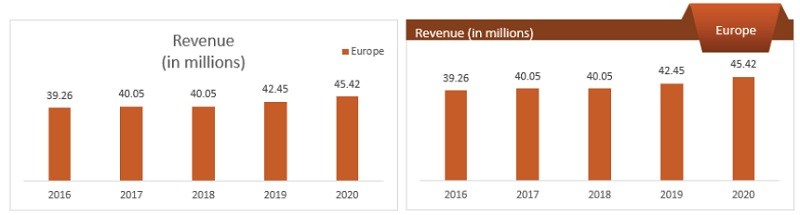 Revenue
(in millions)
Europe
39.26 40.05 40.05 42.45 45.42
2016 2017 2018 2019 2020
Revenue (in millions)
Europe
39.26 40.05 40.05 42.45 45.42
2016 2017 2018 2019 2020